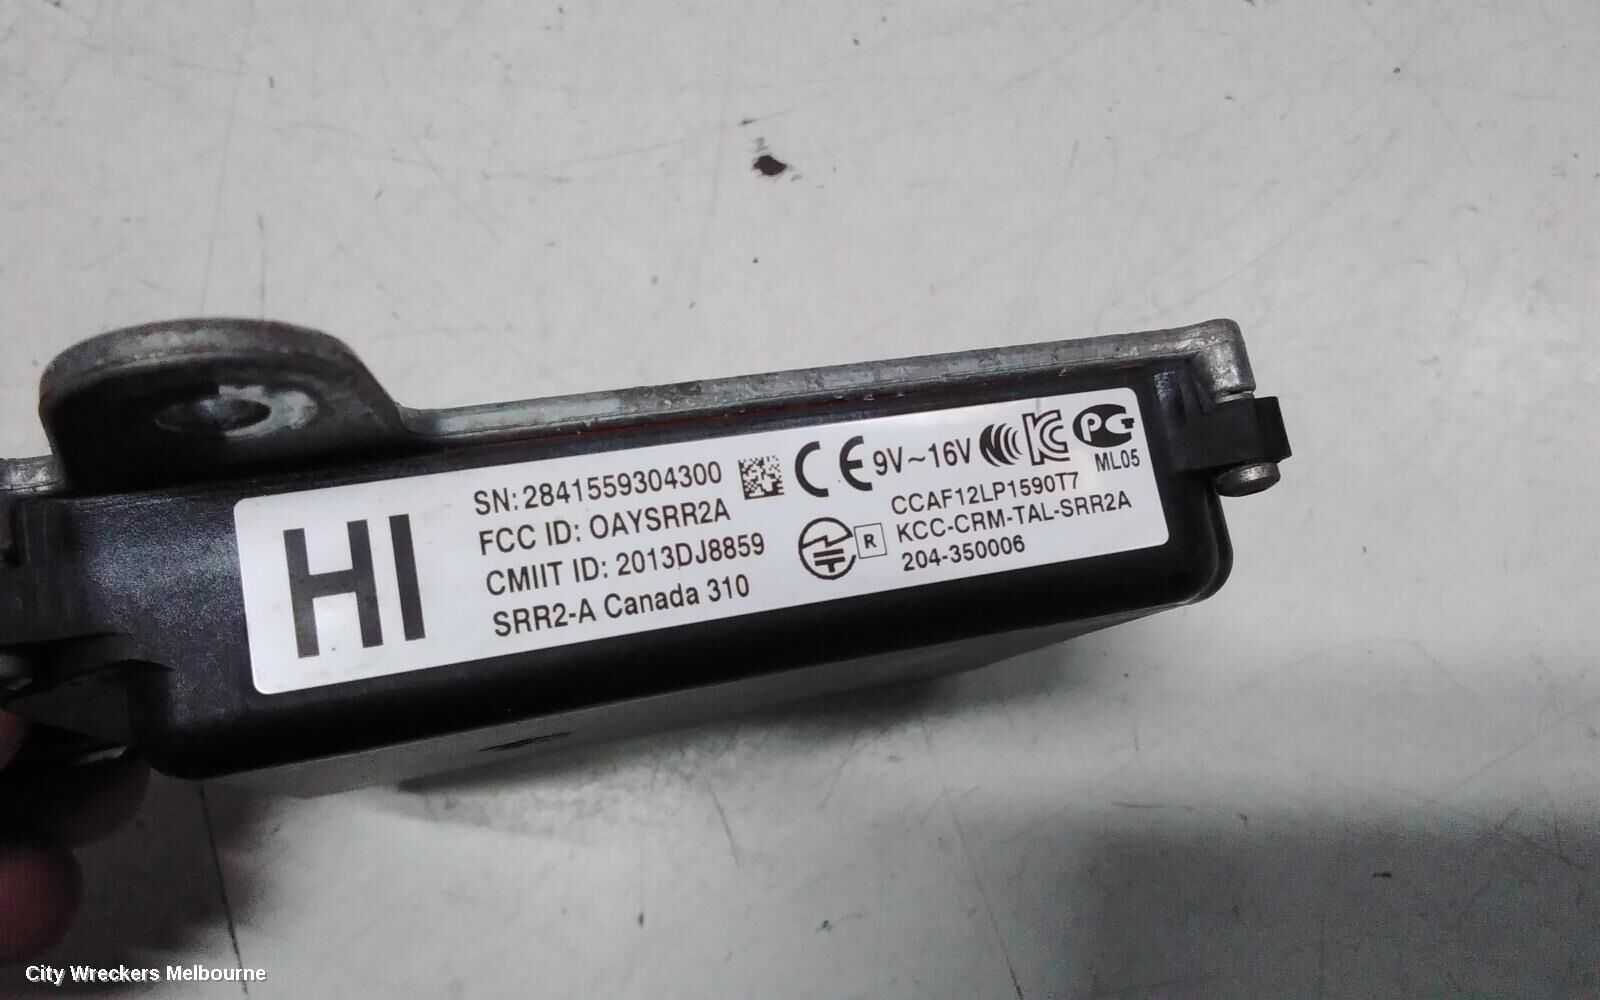 HI
SN: 2841559304300
FCC ID: OAYSRR2A
CMIIT ID: 2013DJ8859
SRR2-A Canada 310
CE 9V~16V
ML05
CCAF12LP1590T7
R KCC-CRM-TAL-SRR2A
204-350006
City Wreckers Melbourne